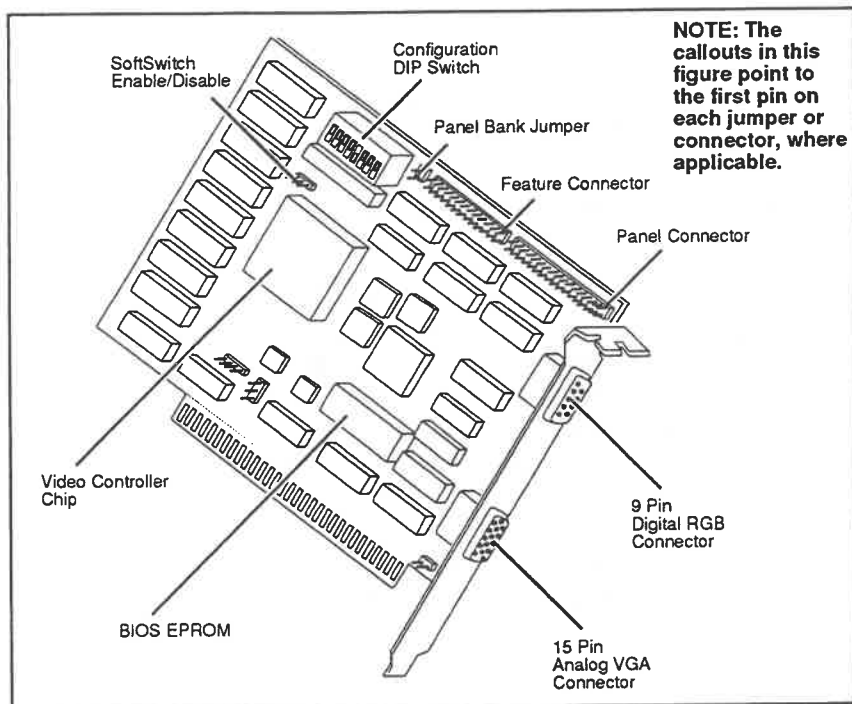 SoftSwitch
Enable/Disable
Configuration
DIP Switch
NOTE: The
callouts in this
figure point to
the first pin on
each jumper or
connector, where
applicable.
Panel Bank Jumper
Feature Connector
Panel Connector
Video Controller
Chip
9 Pin
Digital RGB
Connector
BIOS EPROM
15 Pin
Analog VGA
Connector